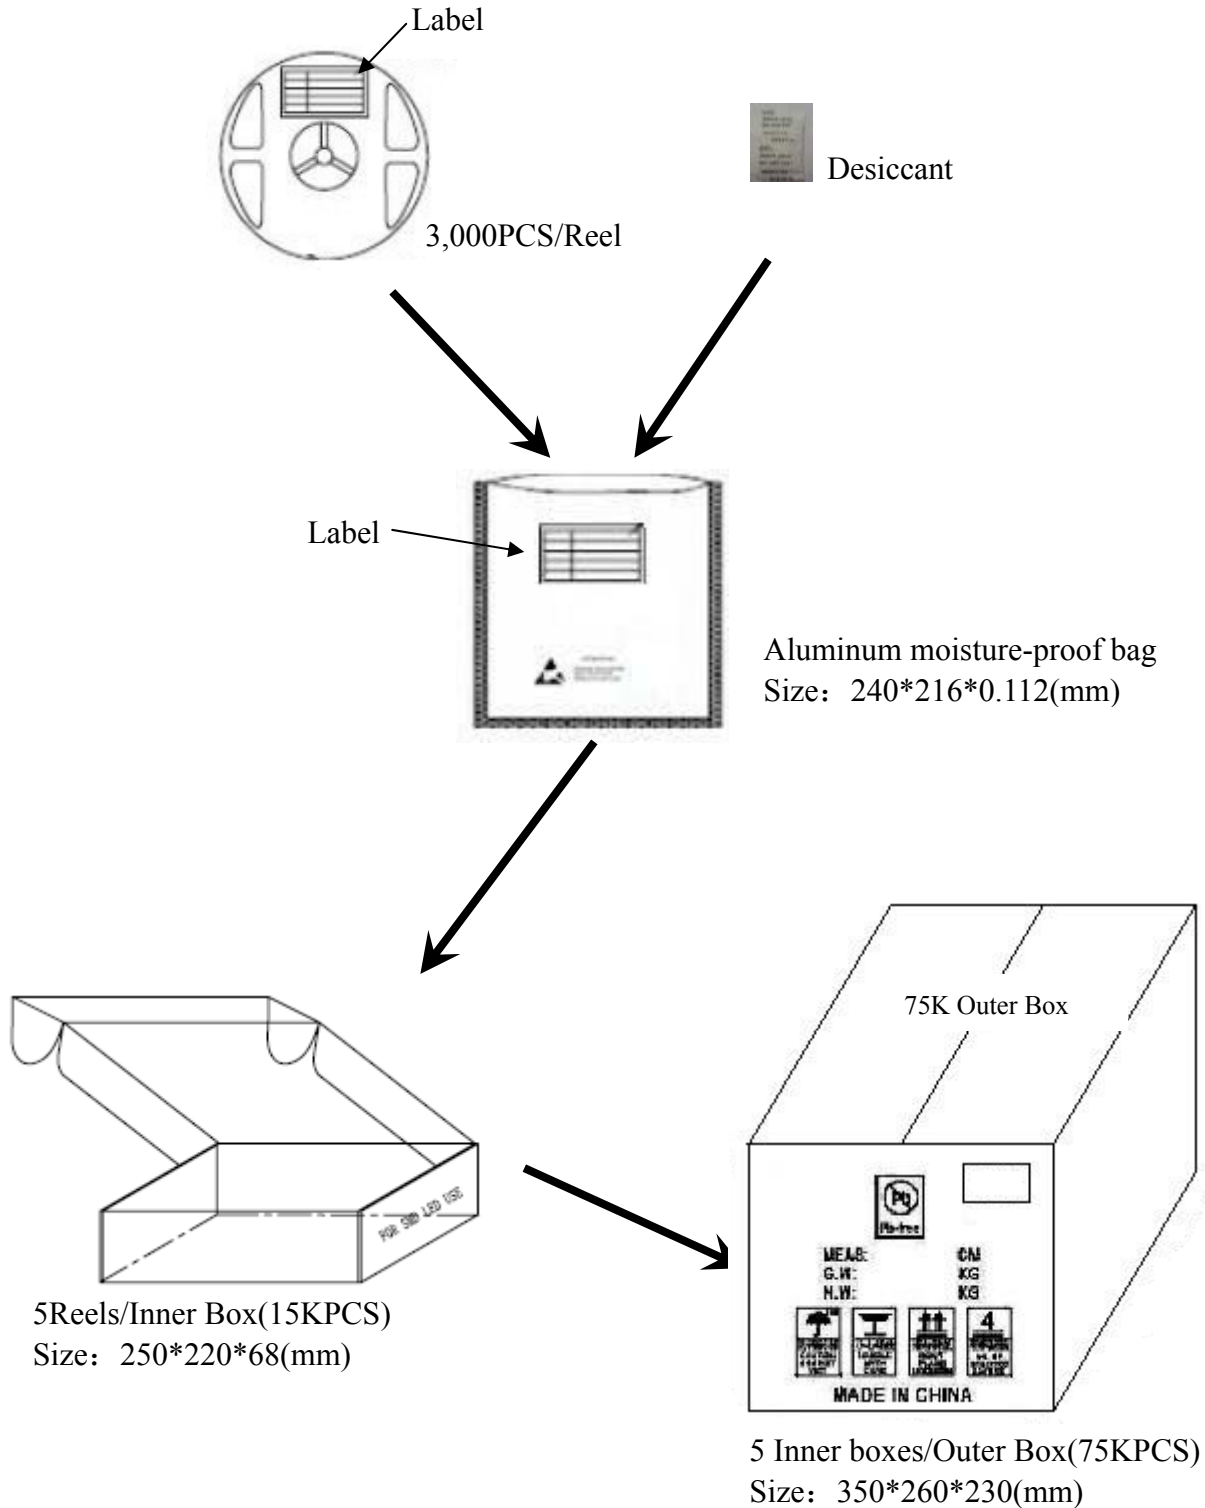 Label
Desiccant
3,000PCS/Reel
Label
Aluminum moisture-proof bag
Size：240*216*0.112(mm)
75K Outer Box
FOR SMD LED USE
Pb
Pb-free
MEAS: CM
G.W: KG
N.W: KG
4
MADE IN CHINA
5Reels/Inner Box(15KPCS)
Size：250*220*68(mm)
5 Inner boxes/Outer Box(75KPCS)
Size：350*260*230(mm)